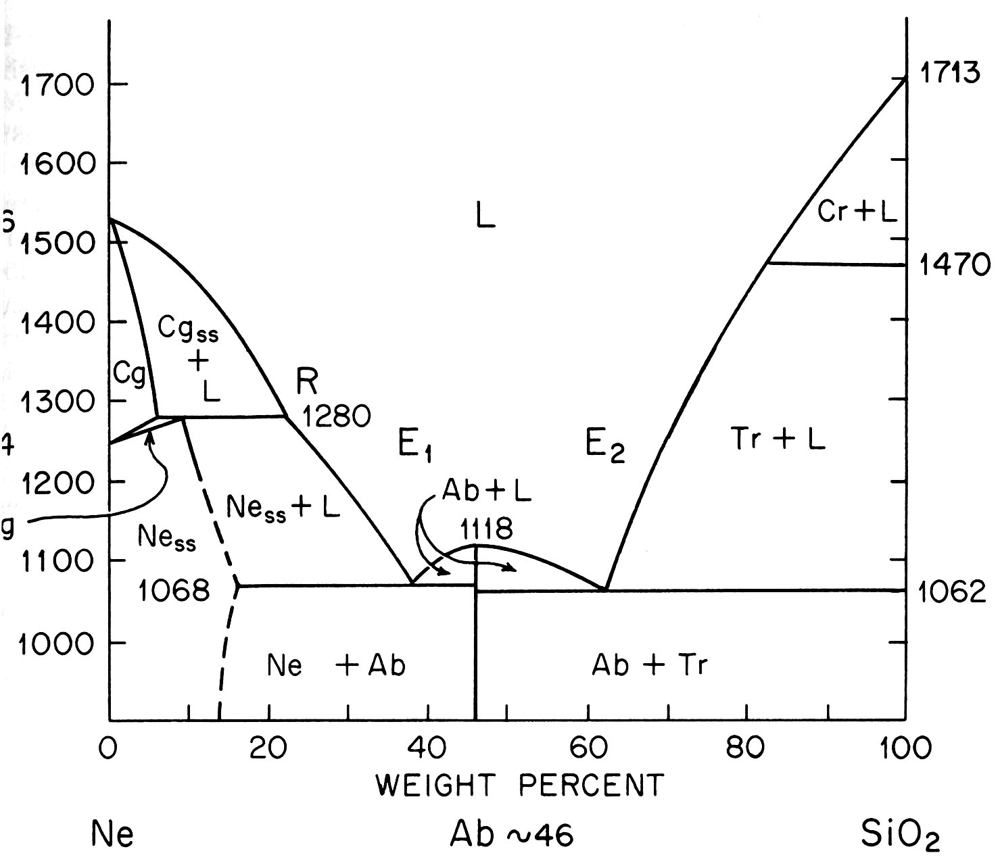 1700
1713
1600
L
Cr + L
6
1500
1470
1400
Cgss
+
L
Cg
1300
R
1280
4
E1
E2
Tr + L
1200
Ab + L
Ness + L
1118
g
Ness
1100
1068
1062
1000
Ne + Ab
Ab + Tr
0 20 40 60 80 100
WEIGHT PERCENT
Ne Ab ~46 SiO2